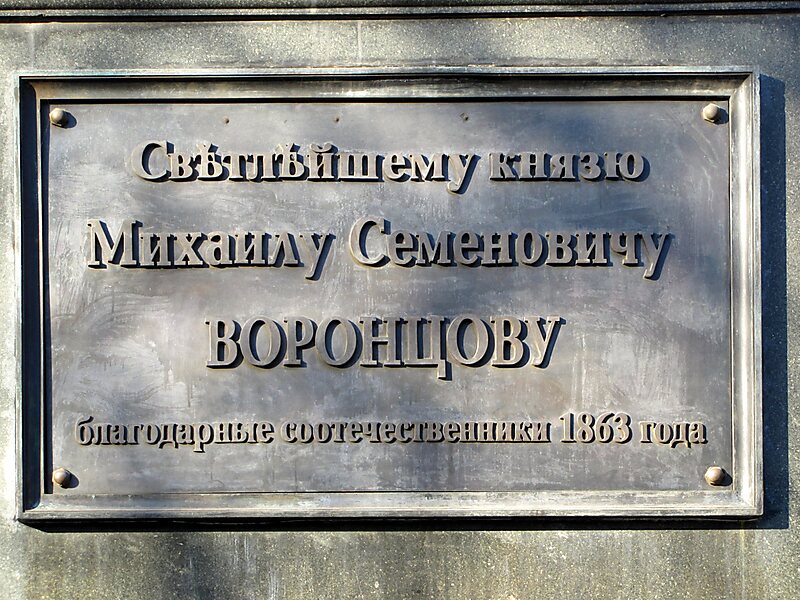 Свѣтлѣйшему князю
Михаилу Семеновичу
ВОРОНЦОВУ
благодарные соотечественники 1863 года